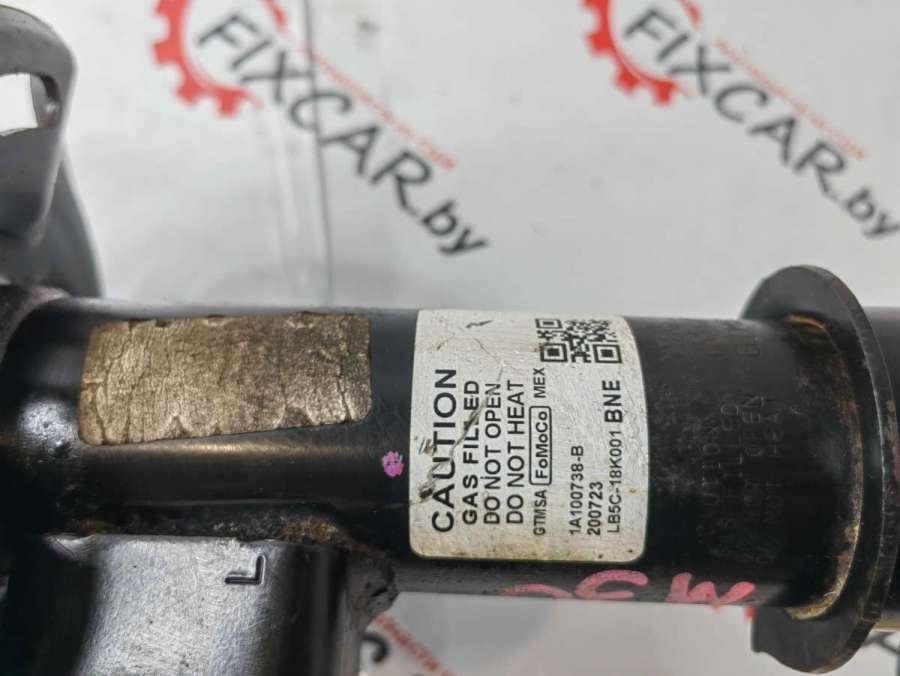 FIXCAR.by
FIXCAR.by
CAUTION
GAS FILLED
DO NOT OPEN
DO NOT HEAT
GTMSA FoMoCo MEX
1A100738-B
200723
LB5C-18K001 BNE
L